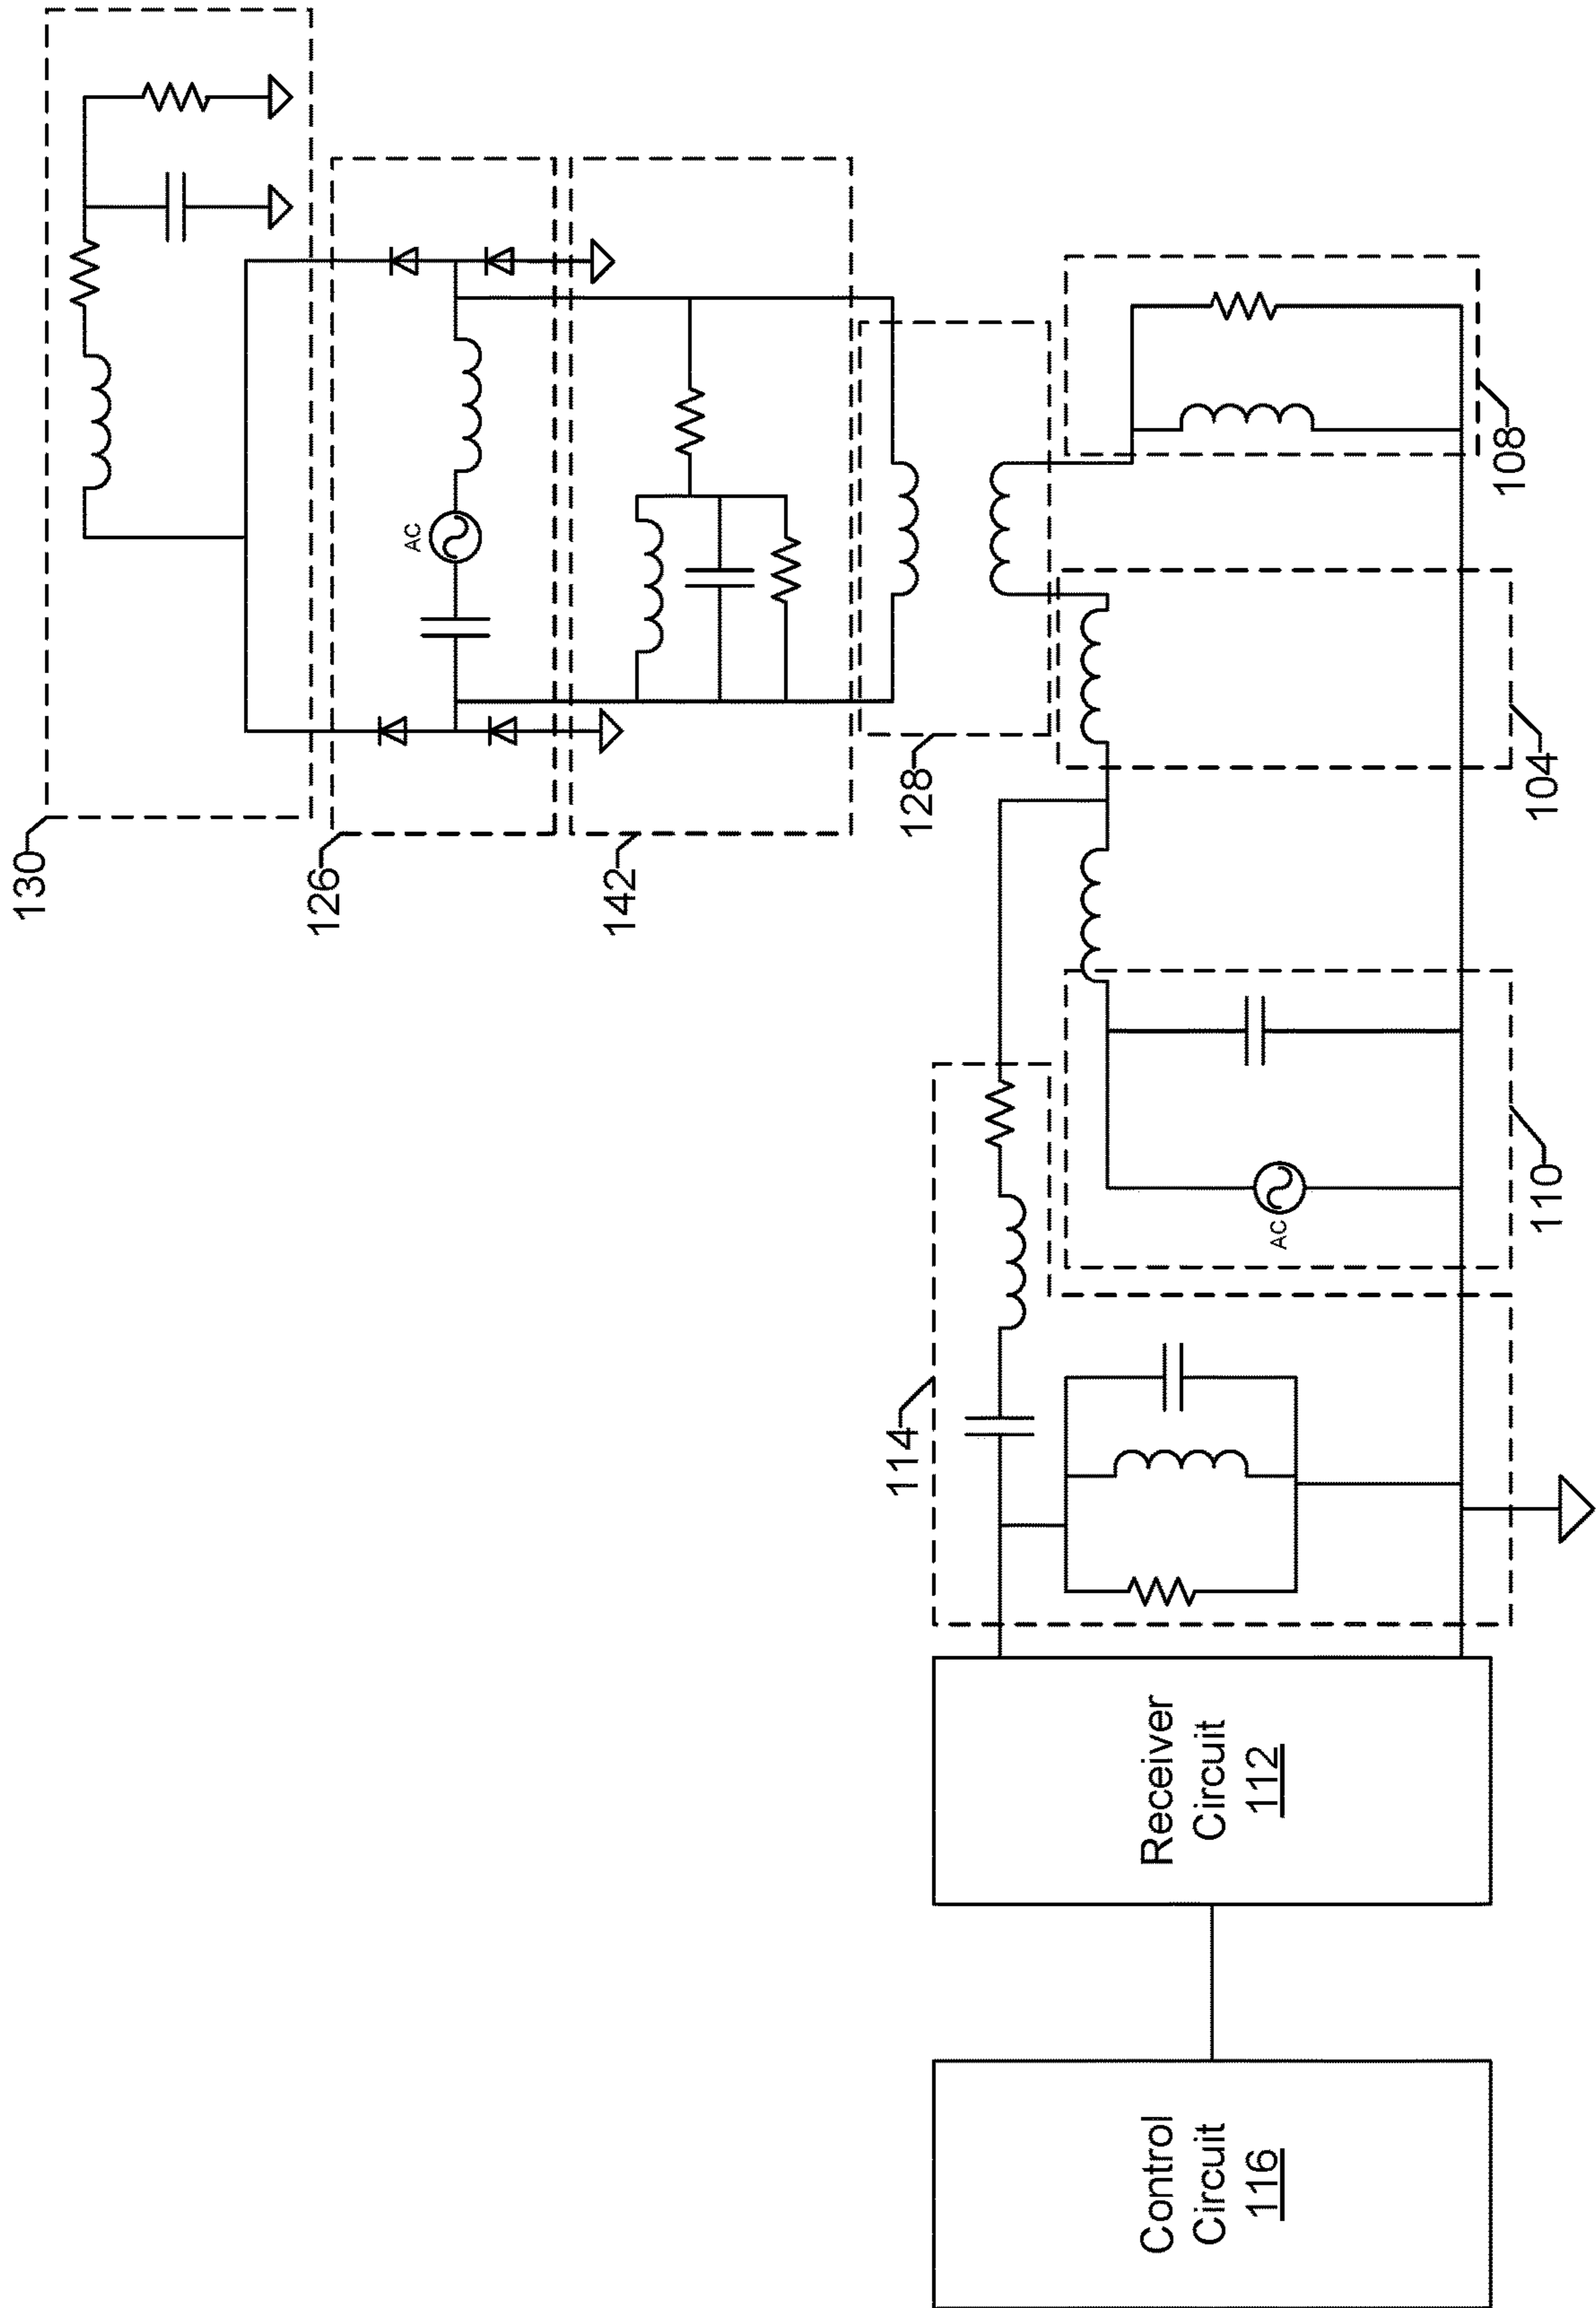 130
126
AC
142
128
108
104
114
110
AC
Receiver
Circuit
112
Control
Circuit
116